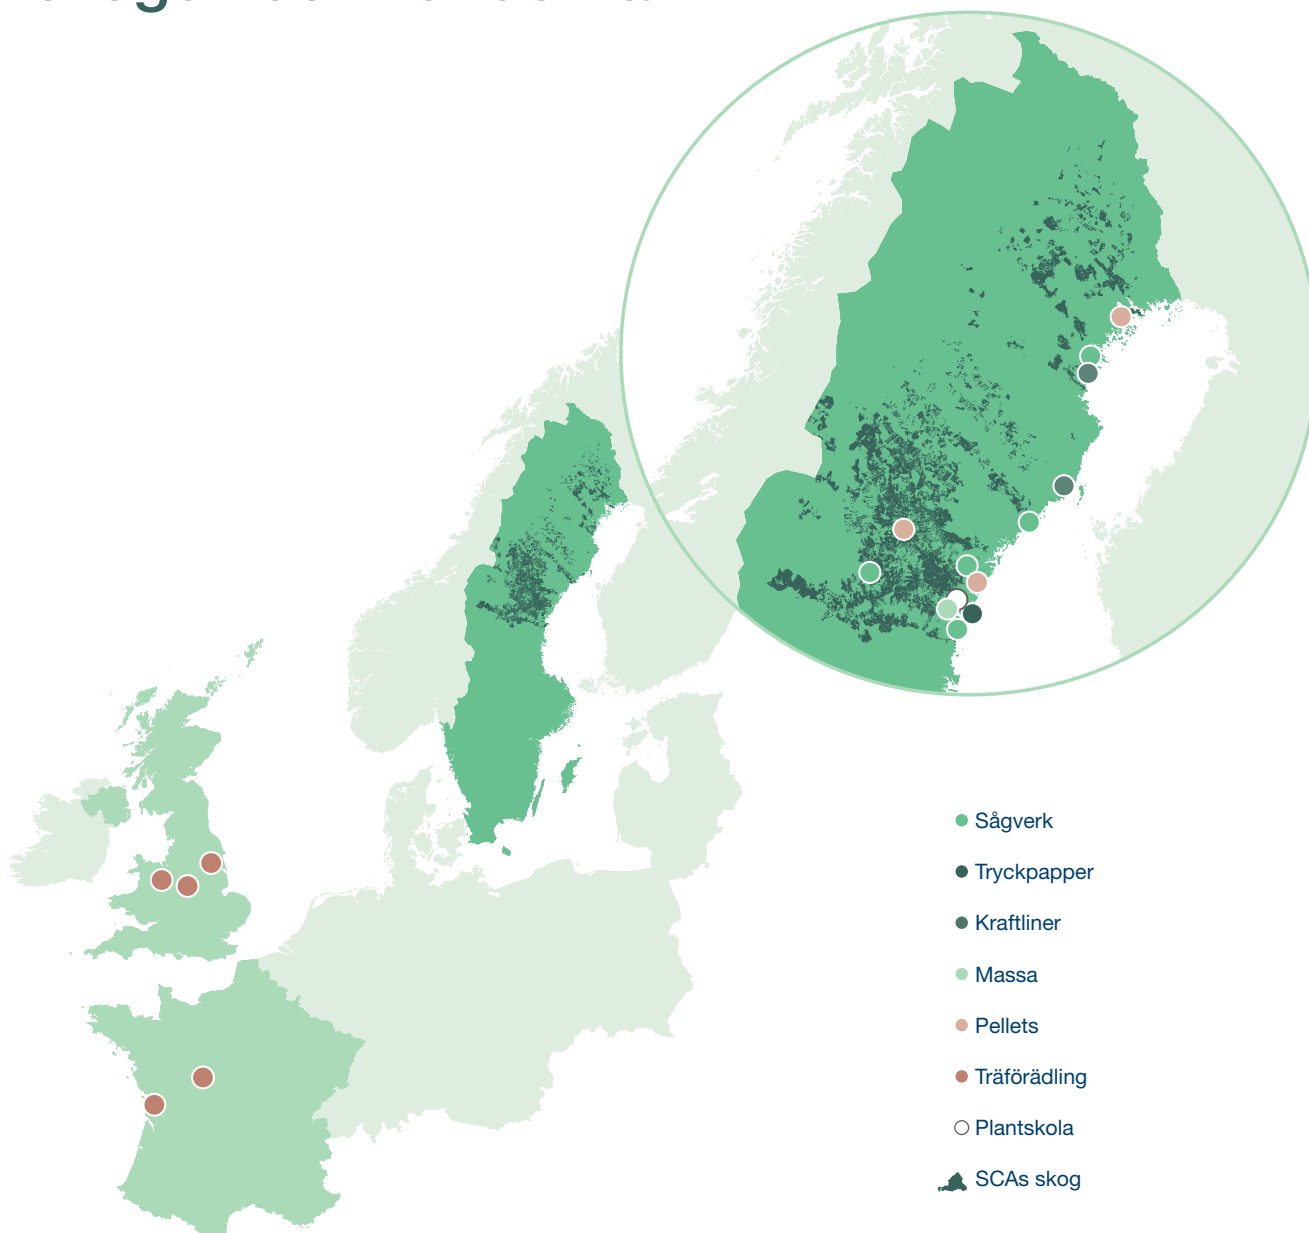 Sågverk
Tryckpapper
Kraftliner
Massa
Pellets
Träförädling
Plantskola
SCAs skog